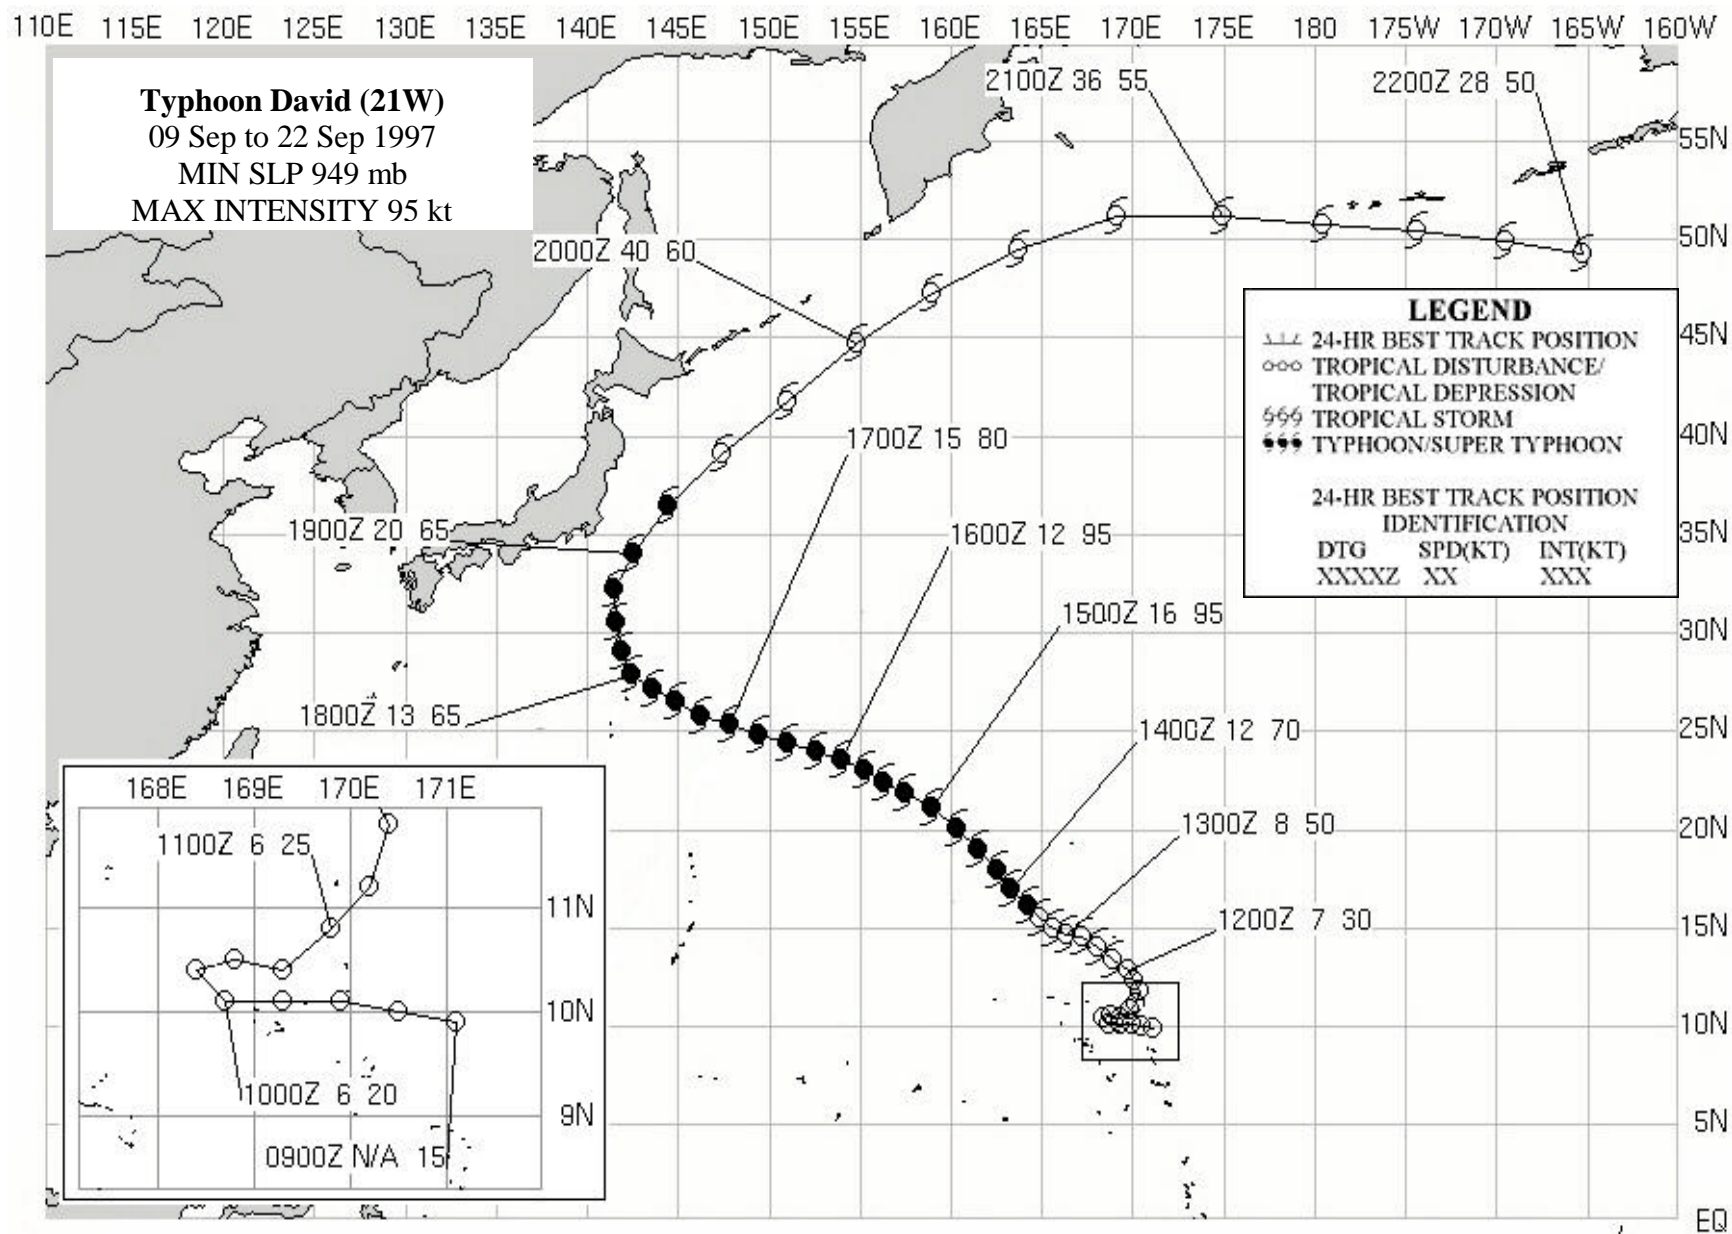 110E 115E 120E 125E 130E 135E 140E 145E 150E 155E 160E 165E 170E 175E 180 175W 170W 165W 160W
Typhoon David (21W)
09 Sep to 22 Sep 1997
MIN SLP 949 mb
MAX INTENSITY 95 kt
2100Z 36 55
2200Z 28 50
55N
2000Z 40 60
50N
LEGEND
24-HR BEST TRACK POSITION
TROPICAL DISTURBANCE/
TROPICAL DEPRESSION
TROPICAL STORM
TYPHOON/SUPER TYPHOON
24-HR BEST TRACK POSITION
IDENTIFICATION
DTG SPD(KT) INT(KT)
XXXXZ XX XXX
45N
40N
35N
30N
25N
20N
15N
10N
5N
EQ
1700Z 15 80
1900Z 20 65
1600Z 12 95
1500Z 16 95
1800Z 13 65
1400Z 12 70
1300Z 8 50
1200Z 7 30
168E 169E 170E 171E
1100Z 6 25
11N
10N
1000Z 6 20
9N
0900Z N/A 15